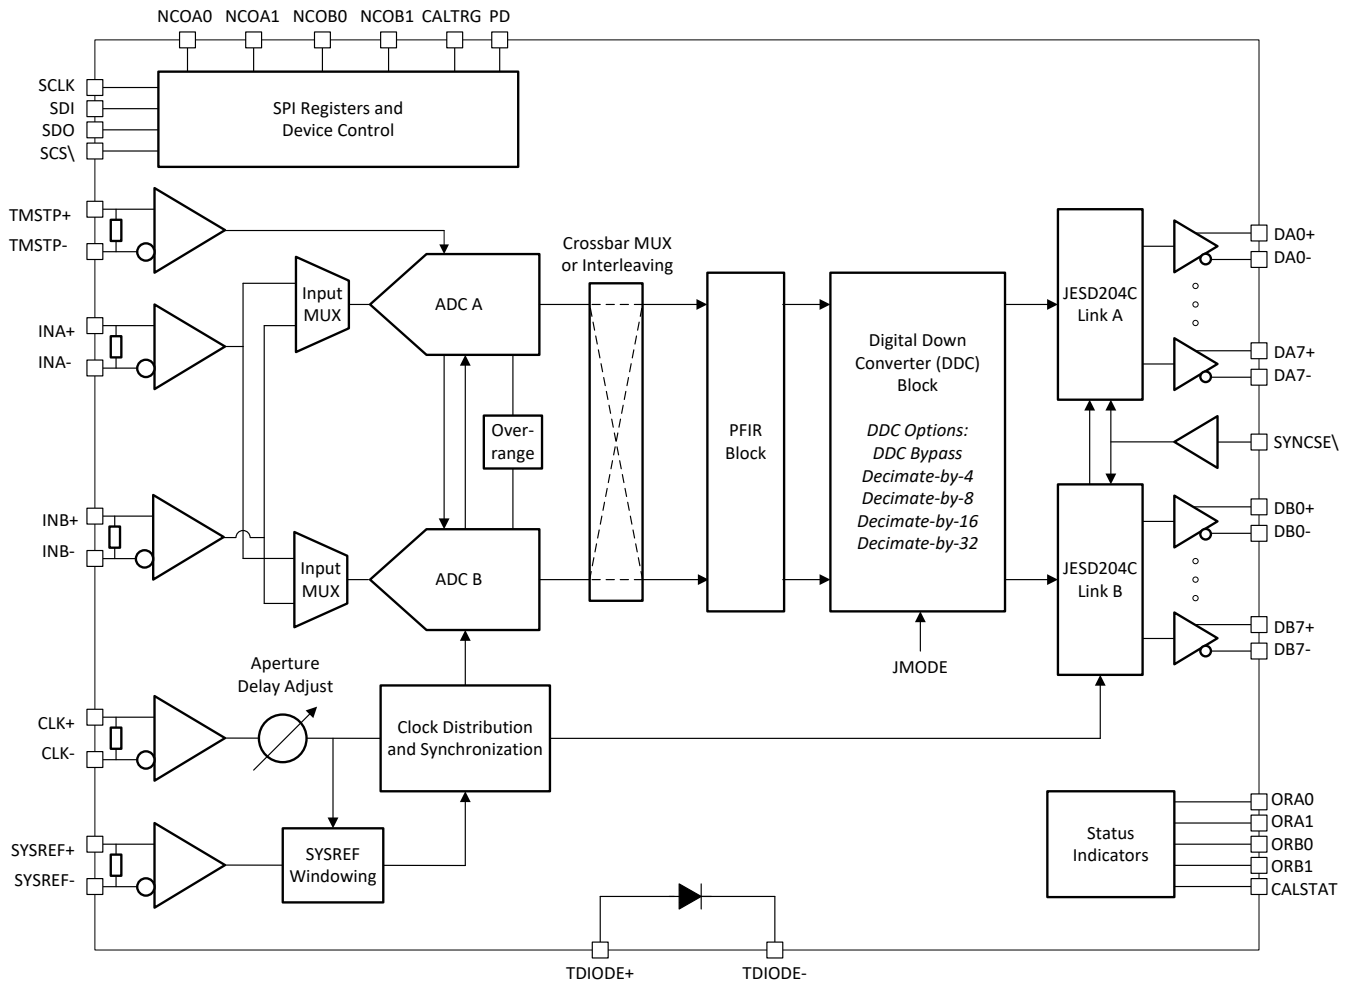 NCOA0 NCOA1 NCOB0 NCOB1 CALTRG PD
SCLK
SDI
SDO
SCS\
SPI Registers and
Device Control
TMSTP+
TMSTP-
INA+
INA-
Input
MUX
ADC A
Crossbar MUX
or Interleaving
Over-
range
PFIR
Block
Digital Down
Converter (DDC)
Block
DDC Options:
DDC Bypass
Decimate-by-4
Decimate-by-8
Decimate-by-16
Decimate-by-32
JMODE
JESD204C
Link A
DA0+
DA0-
DA7+
DA7-
SYNCSE\
INB+
INB-
Input
MUX
ADC B
JESD204C
Link B
DB0+
DB0-
DB7+
DB7-
Aperture
Delay Adjust
CLK+
CLK-
Clock Distribution
and Synchronization
SYSREF+
SYSREF-
SYSREF
Windowing
Status
Indicators
ORA0
ORA1
ORB0
ORB1
CALSTAT
TDIODE+
TDIODE-